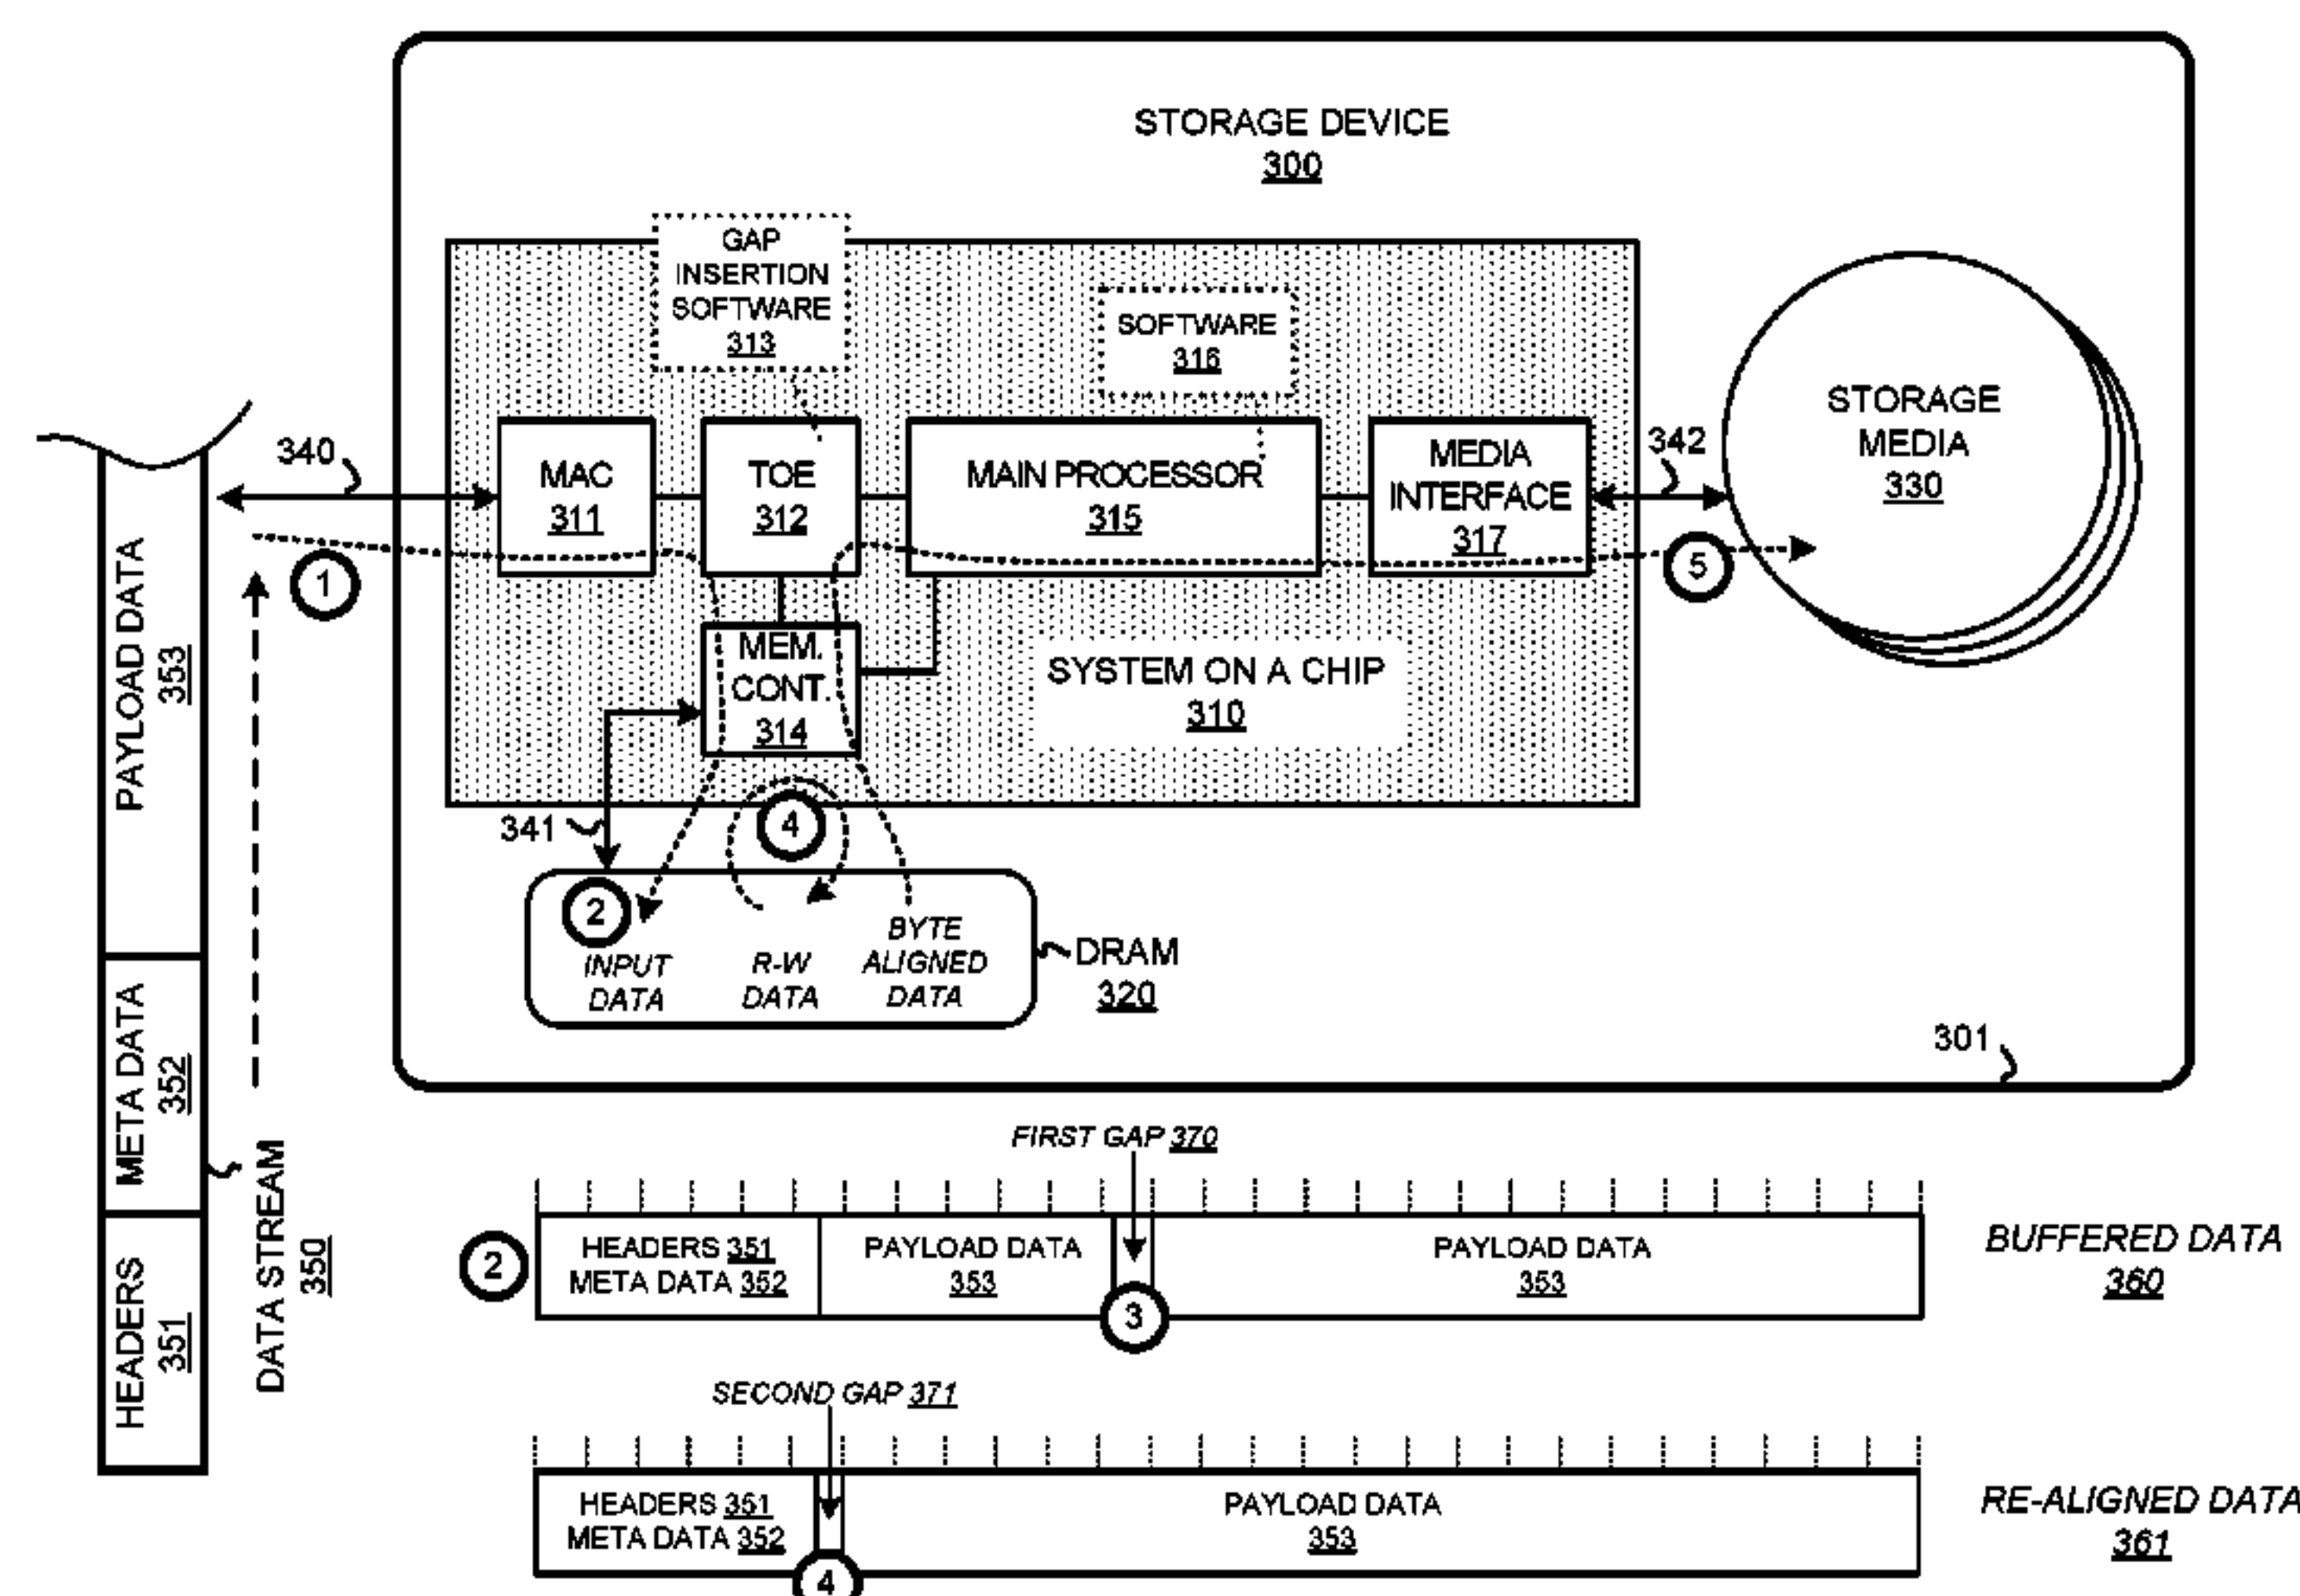 STORAGE DEVICE
300
GAP
INSERTION
SOFTWARE
313
SOFTWARE
316
STORAGE
MEDIA
330
340
MAC
311
TOE
312
MAIN PROCESSOR
315
MEDIA
INTERFACE
317
342
1
5
MEM.
CONT.
314
SYSTEM ON A CHIP
310
341
4
2
INPUT
DATA
R-W
DATA
BYTE
ALIGNED
DATA
DRAM
320
301
PAYLOAD DATA
353
META DATA
352
HEADERS
351
DATA STREAM
350
FIRST GAP 370
2
HEADERS 351
META DATA 352
PAYLOAD DATA
353
3
PAYLOAD DATA
353
BUFFERED DATA
360
SECOND GAP 371
HEADERS 351
META DATA 352
4
PAYLOAD DATA
353
RE-ALIGNED DATA
361